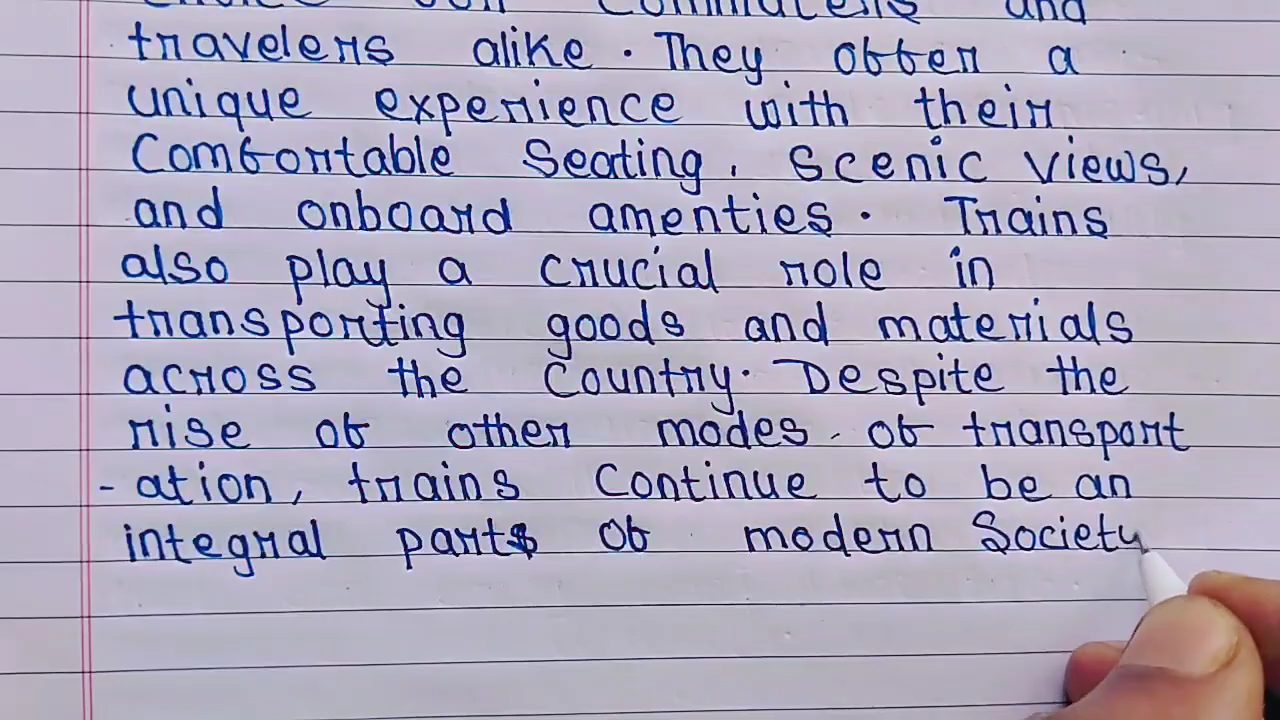 commuters and
travelers alike. They offer a
unique experience with their
Comfortable Seating, Scenic views,
and onboard amenties. Trains
also play a crucial role in
transporting goods and materials
across the Country. Despite the
rise of other modes of transport
-ation, trains Continue to be an
integral parts of modern Society